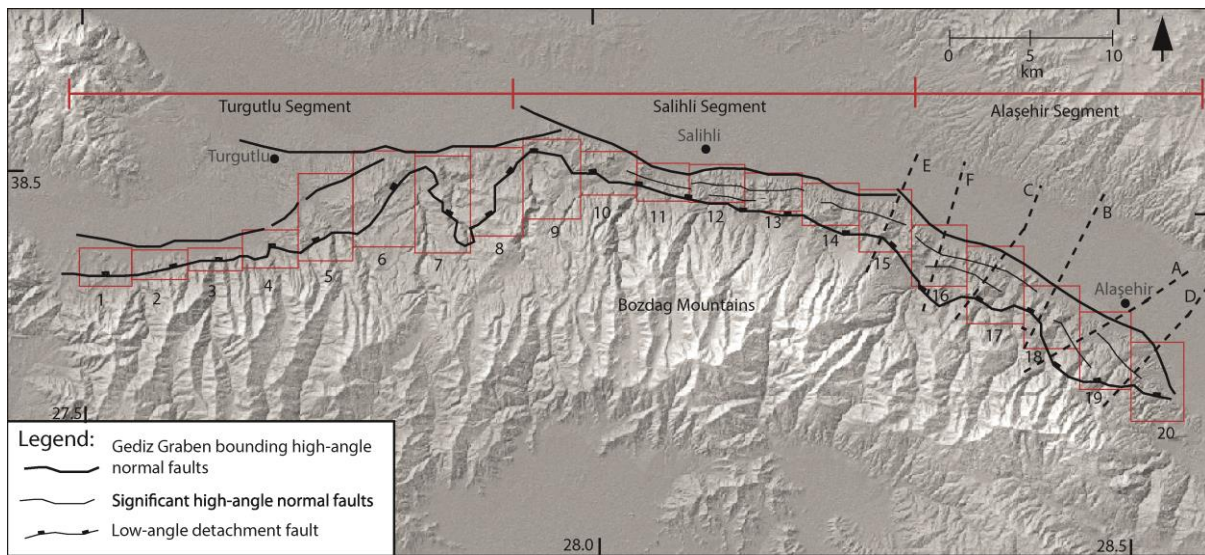 0 5 10
km
Turgutlu Segment Salihli Segment Alaşehir Segment
Turgutlu
Salihli
38.5
E
F
C
B
A
D
Alaşehir
1 2 3 4 5 6 7 8 9 10 11 12 13 14 15 16 17 18 19 20
Bozdag Mountains
27.5
Legend:
Gediz Graben bounding high-angle
normal faults
Significant high-angle normal faults
Low-angle detachment fault
28.0
28.5